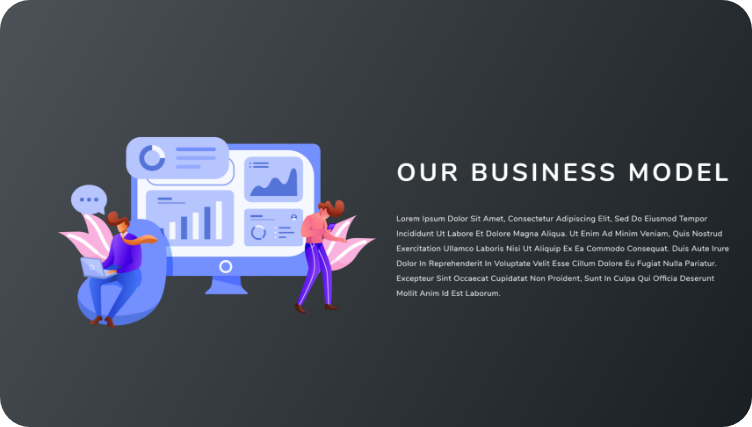 OUR BUSINESS MODEL
Lorem Ipsum Dolor Sit Amet, Consectetur Adipiscing Elit, Sed Do Eiusmod Tempor
Incididunt Ut Labore Et Dolore Magna Aliqua. Ut Enim Ad Minim Veniam, Quis Nostrud
Exercitation Ullamco Laboris Nisi Ut Aliquip Ex Ea Commodo Consequat. Duis Aute Irure
Dolor In Reprehenderit In Voluptate Velit Esse Cillum Dolore Eu Fugiat Nulla Pariatur.
Excepteur Sint Occaecat Cupidatat Non Proident, Sunt In Culpa Qui Officia Deserunt
Mollit Anim Id Est Laborum.